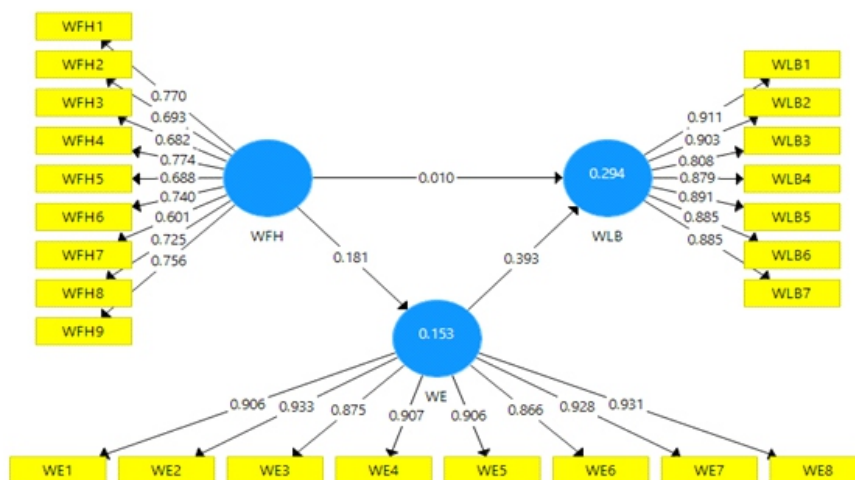 WFH1
WFH2
WFH3
WFH4
WFH5
WFH6
WFH7
WFH8
WFH9
0.770
0.693
0.682
0.774
0.688
0.740
0.601
0.725
0.756
WFH
0.010
0.181
0.393
0.294
WLB
0.911
0.903
0.808
0.879
0.891
0.885
0.885
WLB1
WLB2
WLB3
WLB4
WLB5
WLB6
WLB7
0.153
WE
0.906
0.933
0.875
0.907
0.906
0.866
0.928
0.931
WE1
WE2
WE3
WE4
WE5
WE6
WE7
WE8